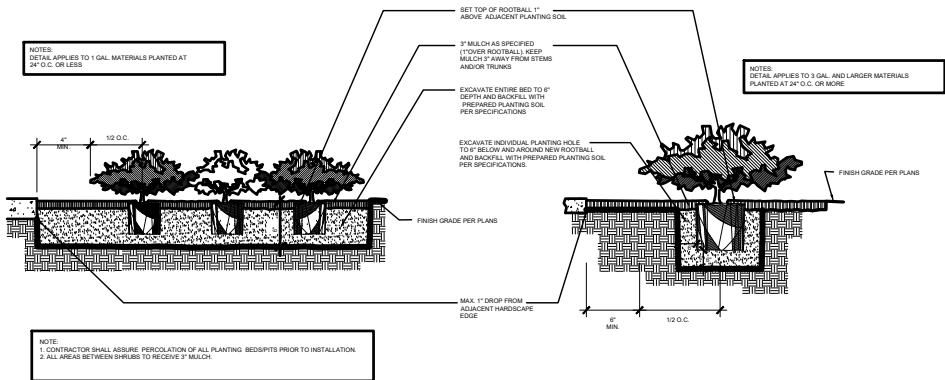 SET TOP OF ROOTBALL 1"
ABOVE ADJACENT PLANTING SOIL
NOTES:
DETAIL APPLIES TO 1 GAL. MATERIALS PLANTED AT
24" O.C. OR LESS
3" MULCH AS SPECIFIED
(1"OVER ROOTBALL). KEEP
MULCH 3" AWAY FROM STEMS
AND/OR TRUNKS
NOTES:
DETAIL APPLIES TO 3 GAL. AND LARGER MATERIALS
PLANTED AT 24" O.C. OR MORE
EXCAVATE ENTIRE BED TO 6"
DEPTH AND BACKFILL WITH
PREPARED PLANTING SOIL
PER SPECIFICATIONS
4"
MIN.
1/2 O.C.
EXCAVATE INDIVIDUAL PLANTING HOLE
TO 6" BELOW AND AROUND NEW ROOTBALL
AND BACKFILL WITH PREPARED PLANTING SOIL
PER SPECIFICATIONS.
FINISH GRADE PER PLANS
FINISH GRADE PER PLANS
MAX. 1" DROP FROM
ADJACENT HARDSCAPE
EDGE
6"
MIN.
1/2 O.C.
NOTE:
1. CONTRACTOR SHALL ASSURE PERCOLATION OF ALL PLANTING BEDS/PITS PRIOR TO INSTALLATION.
2. ALL AREAS BETWEEN SHRUBS TO RECEIVE 3" MULCH.